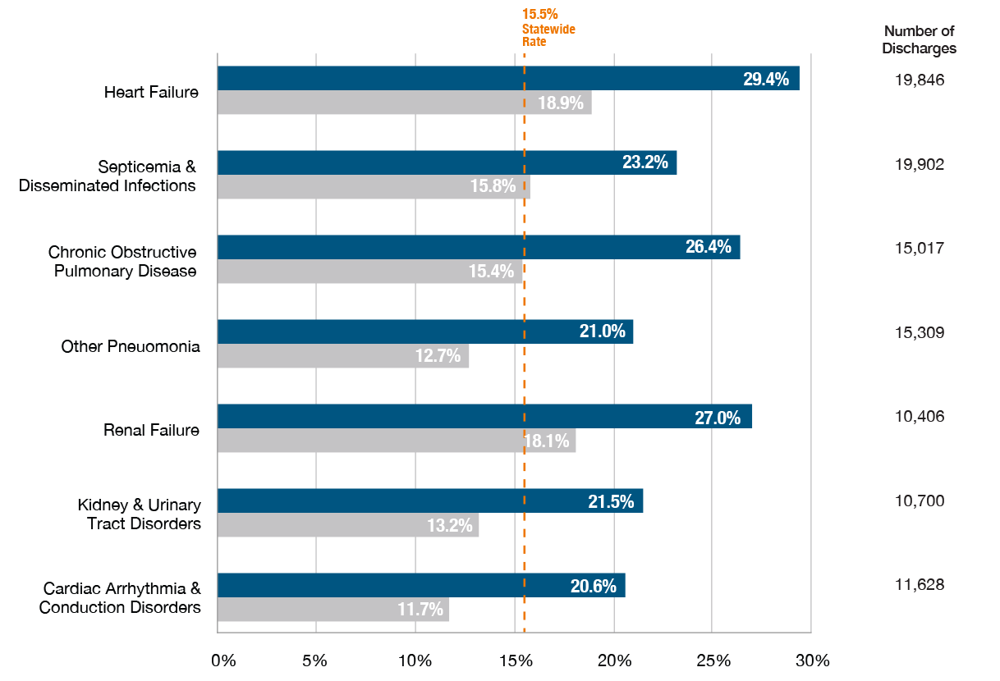 15.5%
Statewide
Rate
Number of
Discharges
Heart Failure
29.4%
18.9%
19,846
Septicemia &
Disseminated Infections
23.2%
15.8%
19,902
Chronic Obstructive
Pulmonary Disease
26.4%
15.4%
15,017
Other Pneuomonia
21.0%
12.7%
15,309
Renal Failure
27.0%
18.1%
10,406
Kidney & Urinary
Tract Disorders
21.5%
13.2%
10,700
Cardiac Arrhythmia &
Conduction Disorders
20.6%
11.7%
11,628
0% 5% 10% 15% 20% 25% 30%